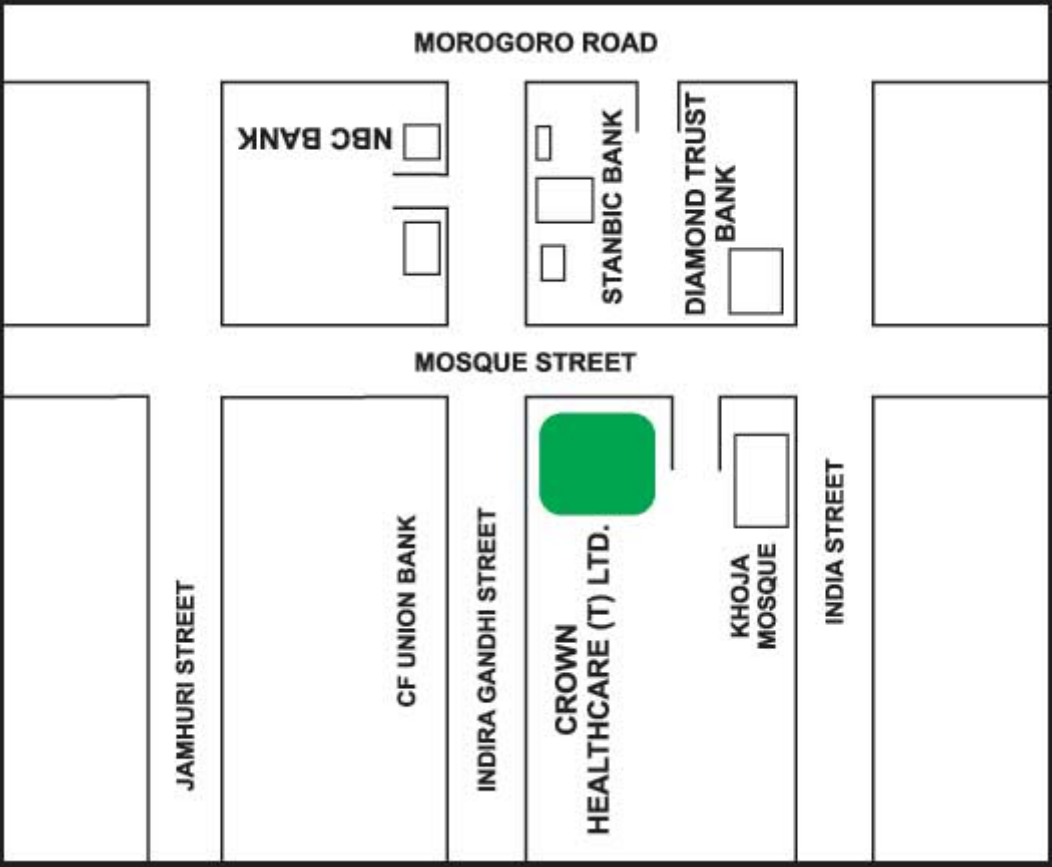 MOROGORO ROAD
NBC BANK
STANBIC BANK
DIAMOND TRUST
BANK
MOSQUE STREET
JAMHURI STREET
CF UNION BANK
INDIRA GANDHI STREET
CROWN
HEALTHCARE (T) LTD.
KHOJA
MOSQUE
INDIA STREET